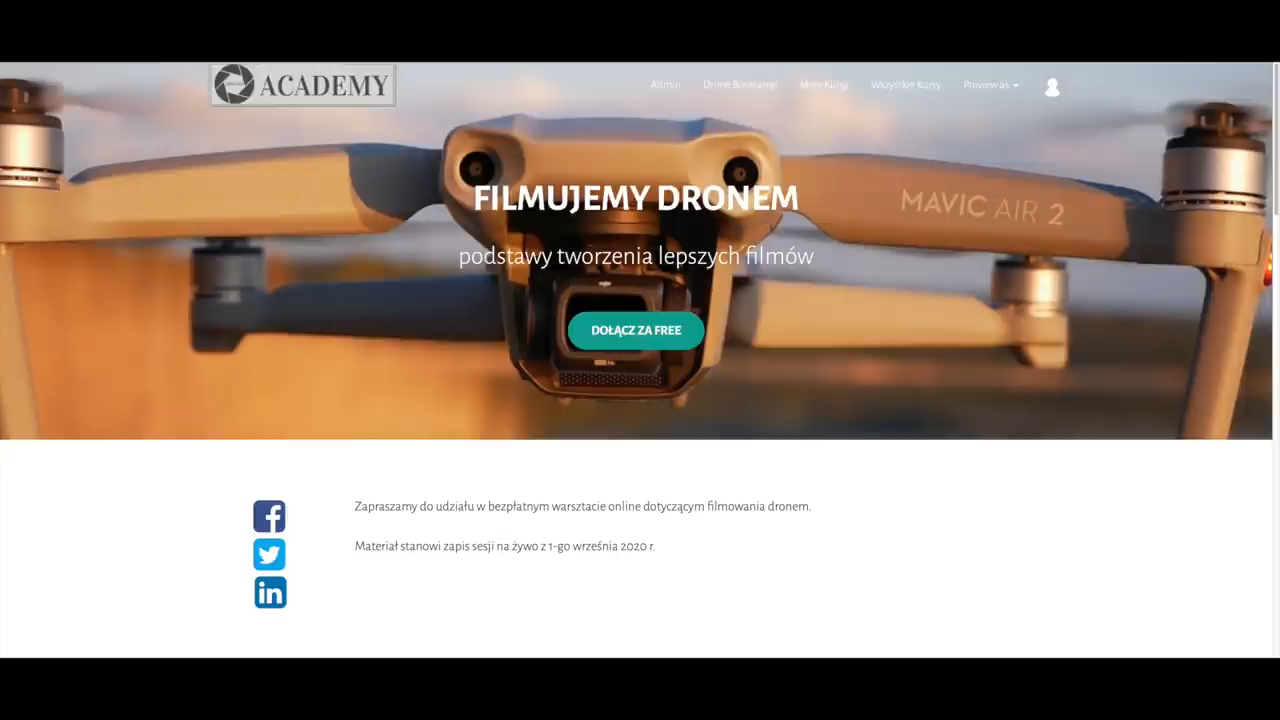 ACADEMY
Admin Drone Bootcamp Moje Kursy Wszystkie Kursy Preview as
FILMUJEMY DRONEM
MAVIC AIR 2
podstawy tworzenia lepszych filmów
DOŁĄCZ ZA FREE
Zapraszamy do udziału w bezpłatnym warsztacie online dotyczącym filmowania dronem.
Materiał stanowi zapis sesji na żywo z 1-go września 2020 r.